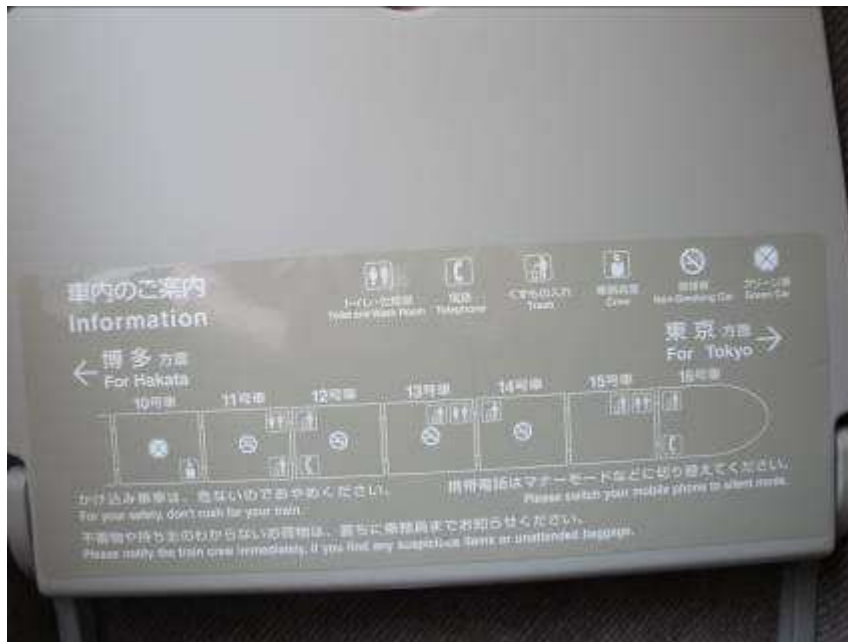 車内のご案内
Information
トイレ・洗面所
Toilet and Wash Room
電話
Telephone
くずもの入れ
Trash
乗務員室
Crew
禁煙車
Non-Smoking Car
グリーン車
Green Car
← 博多 方面
For Hakata
東京 方面 →
For Tokyo
10号車 11号車 12号車 13号車 14号車 15号車 16号車
かけ込み乗車は、危ないのでおやめください。
For your safety, don't rush for your train.
携帯電話はマナーモードなどに切り替えてください。
Please switch your mobile phone to silent mode.
不審物や持ち主のわからないお荷物は、直ちに乗務員までお知らせください。
Please notify the train crew immediately, if you find any suspicious items or unattended baggage.